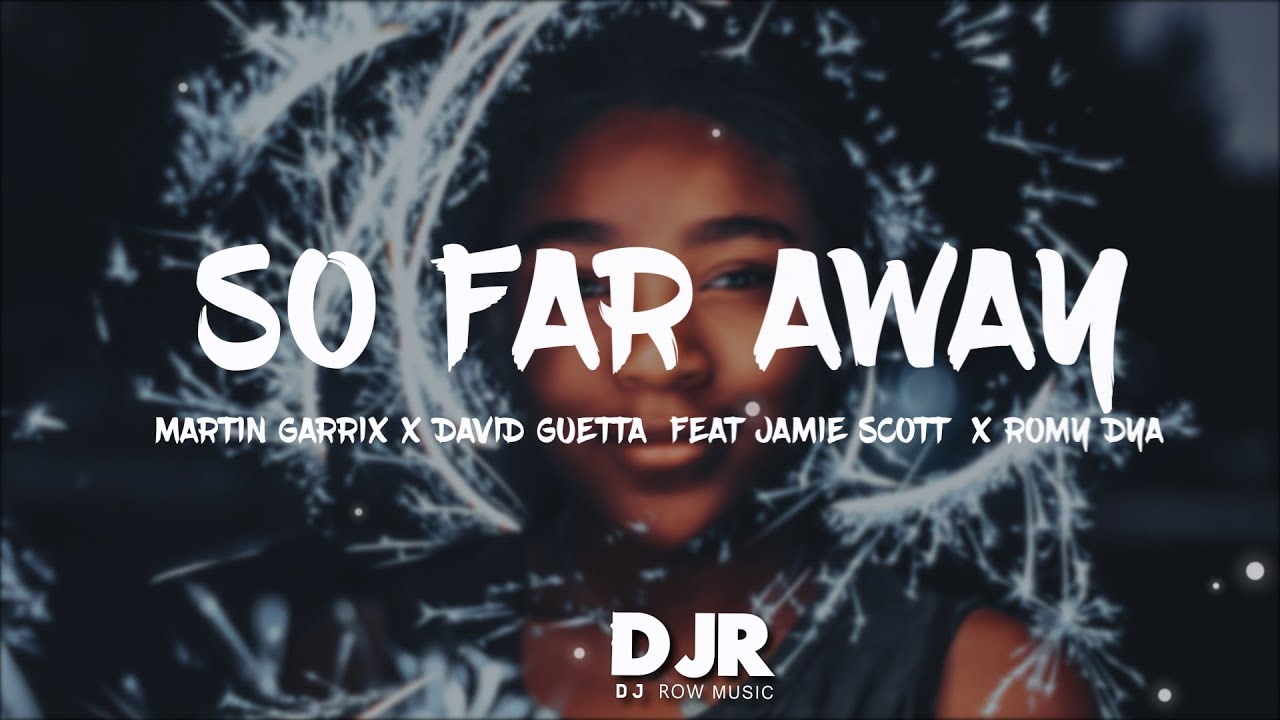 SO FAR AWAY
MARTIN GARRIX X DAVID GUETTA FEAT JAMIE SCOTT X ROMY DYA
DJR
DJ ROW MUSIC